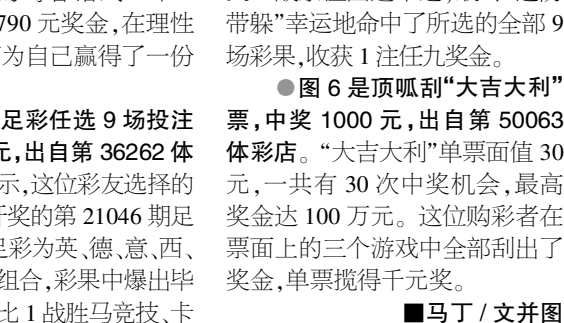 790 元奖金,在理性
为自己赢得了一份
足彩任选 9 场投注
元,出自第 36262 体
示,这位彩友选择的
开奖的第 21046 期足
足彩为英、德、意、西、
组合,彩果中爆出毕
比 1 战胜马竞技、卡
带躲”幸运地命中了所选的全部 9
场彩果,收获 1 注任九奖金。
●图 6 是顶呱刮“大吉大利”
票,中奖 1000 元,出自第 50063
体彩店。“大吉大利”单票面值 30
元,一共有 30 次中奖机会,最高
奖金达 100 万元。这位购彩者在
票面上的三个游戏中全部刮出了
奖金,单票揽得千元奖。
■马丁 / 文并图